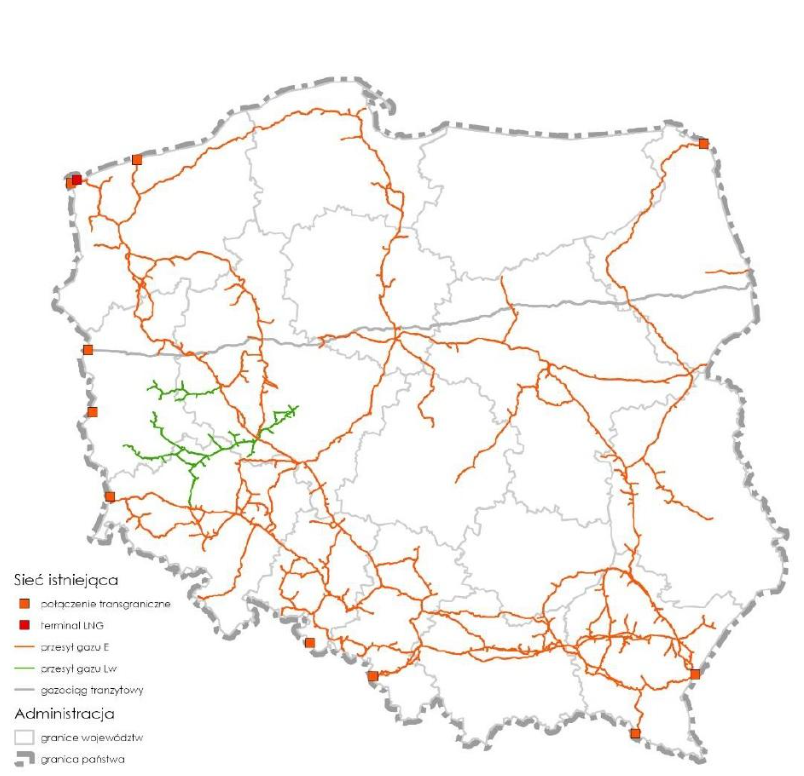 Sieć istniejąca
połączenie transgraniczne
terminal LNG
przesył gazu E
przesył gazu Lw
gazociąg tranzytowy
Administracja
granice województw
granica państwa